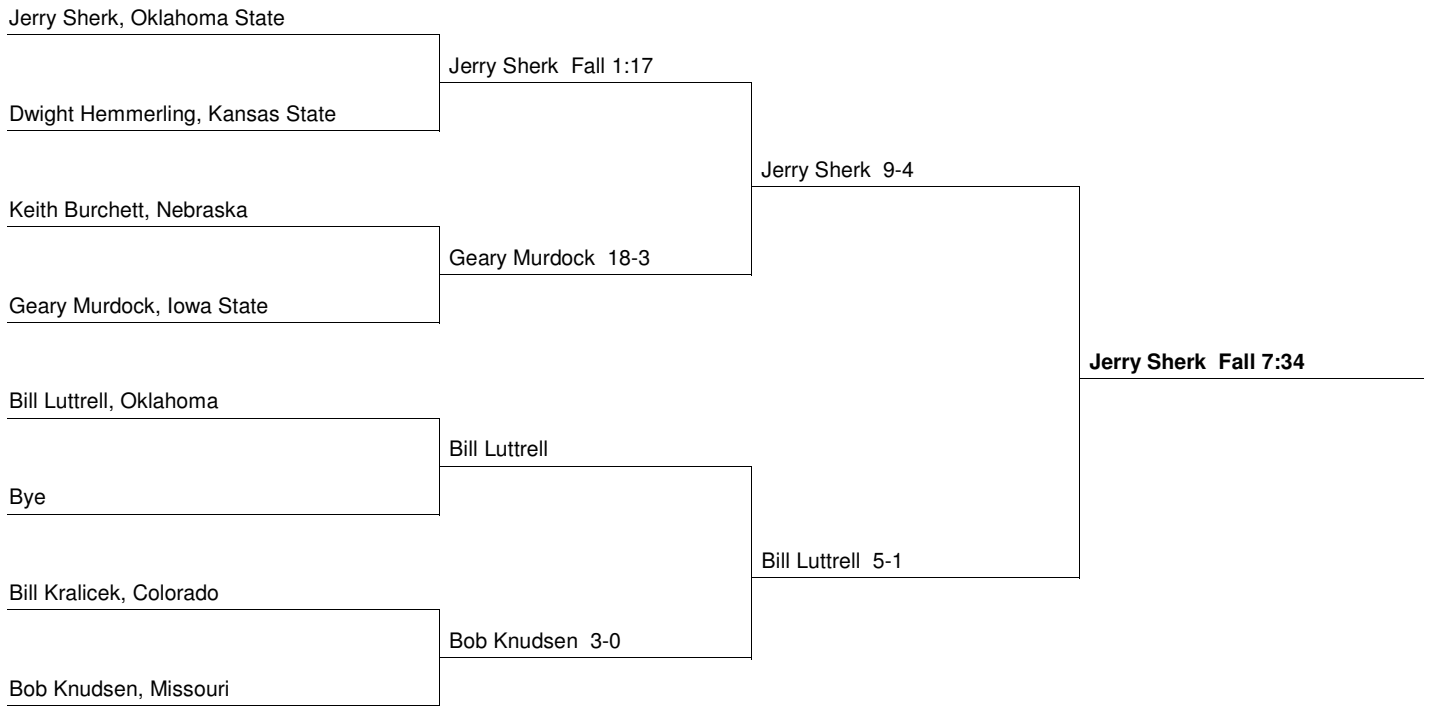 Jerry Sherk, Oklahoma State
Jerry Sherk  Fall 1:17
Dwight Hemmerling, Kansas State
Jerry Sherk  9-4
Keith Burchett, Nebraska
Geary Murdock  18-3
Geary Murdock, Iowa State
Jerry Sherk  Fall 7:34
Bill Luttrell, Oklahoma
Bill Luttrell
Bye
Bill Luttrell  5-1
Bill Kralicek, Colorado
Bob Knudsen  3-0
Bob Knudsen, Missouri